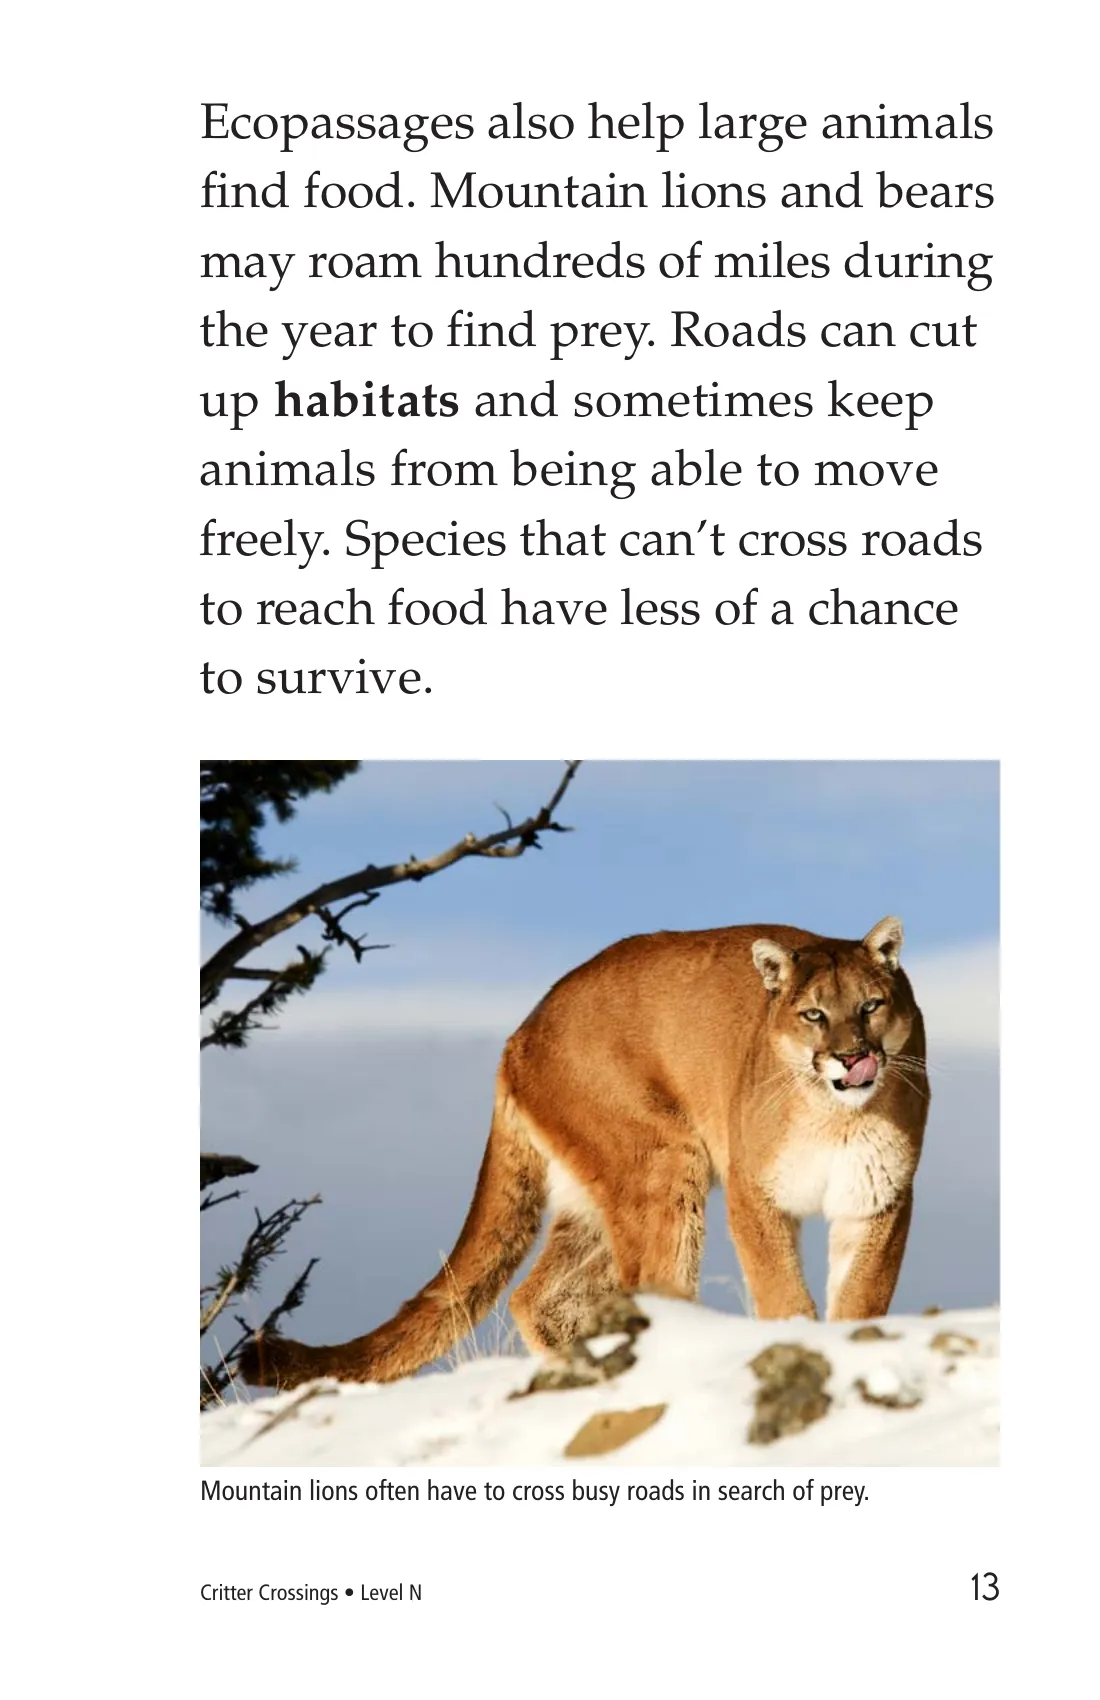 Ecopassages also help large animals
find food. Mountain lions and bears
may roam hundreds of miles during
the year to find prey. Roads can cut
up habitats and sometimes keep
animals from being able to move
freely. Species that can’t cross roads
to reach food have less of a chance
to survive.
Mountain lions often have to cross busy roads in search of prey.
Critter Crossings • Level N
13